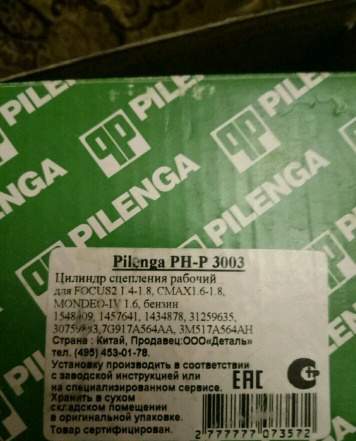 PILENGA
PILENGA
PILENGA
PILENGA
PILENGA
Pilenga PH-P 3003
Цилиндр сцепления рабочий
для FOCUS2 1.4-1.8, CMAX1.6-1.8,
MONDEO-IV 1.6, бензин
1457641, 1434878, 31259635,
7G917A564AA, 3M517A564AH
Страна : Китай, Продавец:ООО«Деталь»
тел. (495) 453-01-78.
Установку производить в соответствии
с заводской инструкцией или
на специализированном сервисе.
Хранить в сухом
складском помещении
в оригинальной упаковке.
Товар сертифицирован.
EAC
2 777777 073572